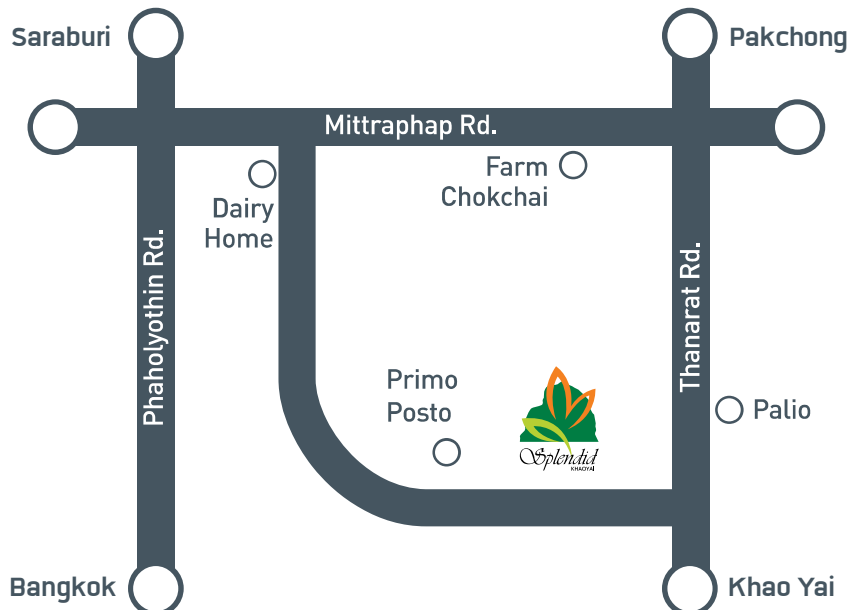 Saraburi
Pakchong
Mittraphap Rd.
Farm
Chokchai
Dairy
Home
Phaholyothin Rd.
Thanarat Rd.
Primo
Posto
Palio
Splendid
KHAOYAI
Bangkok
Khao Yai